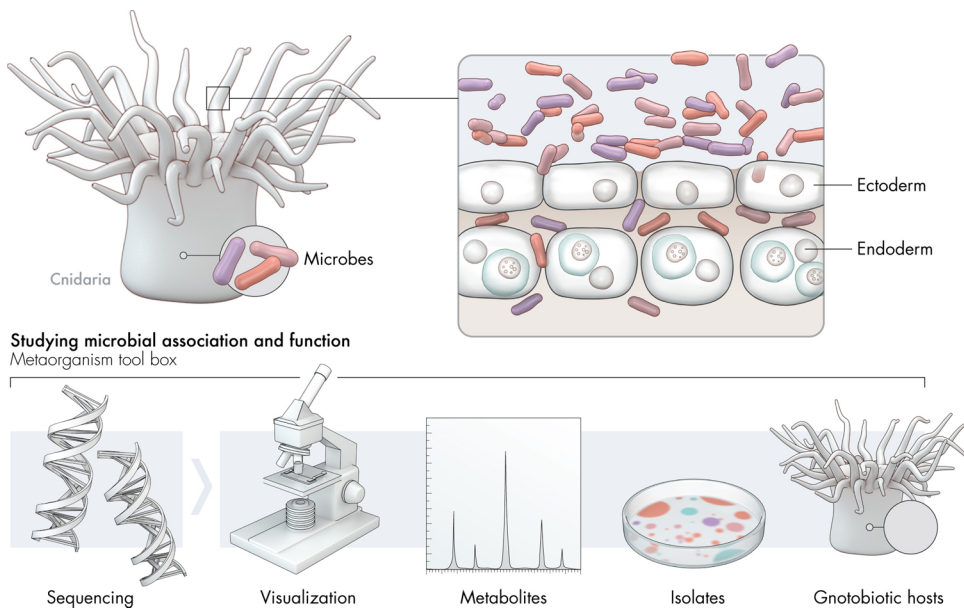 Ectoderm
Endoderm
Microbes
Cnidaria
Studying microbial association and function
Metaorganism tool box
Sequencing
Visualization
Metabolites
Isolates
Gnotobiotic hosts